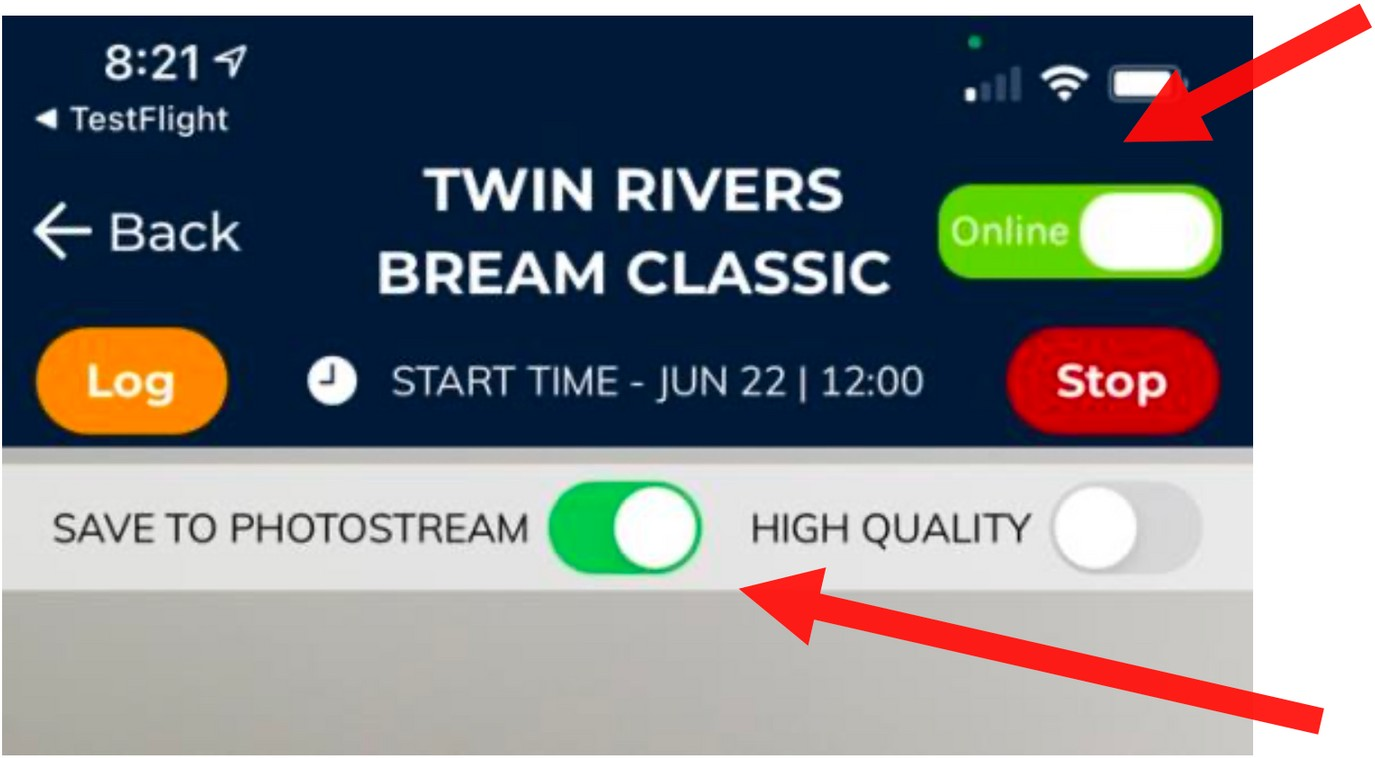 8:21
◀ TestFlight
TWIN RIVERS
BREAM CLASSIC
← Back
Online
Log
START TIME - JUN 22 | 12:00
Stop
SAVE TO PHOTOSTREAM
HIGH QUALITY